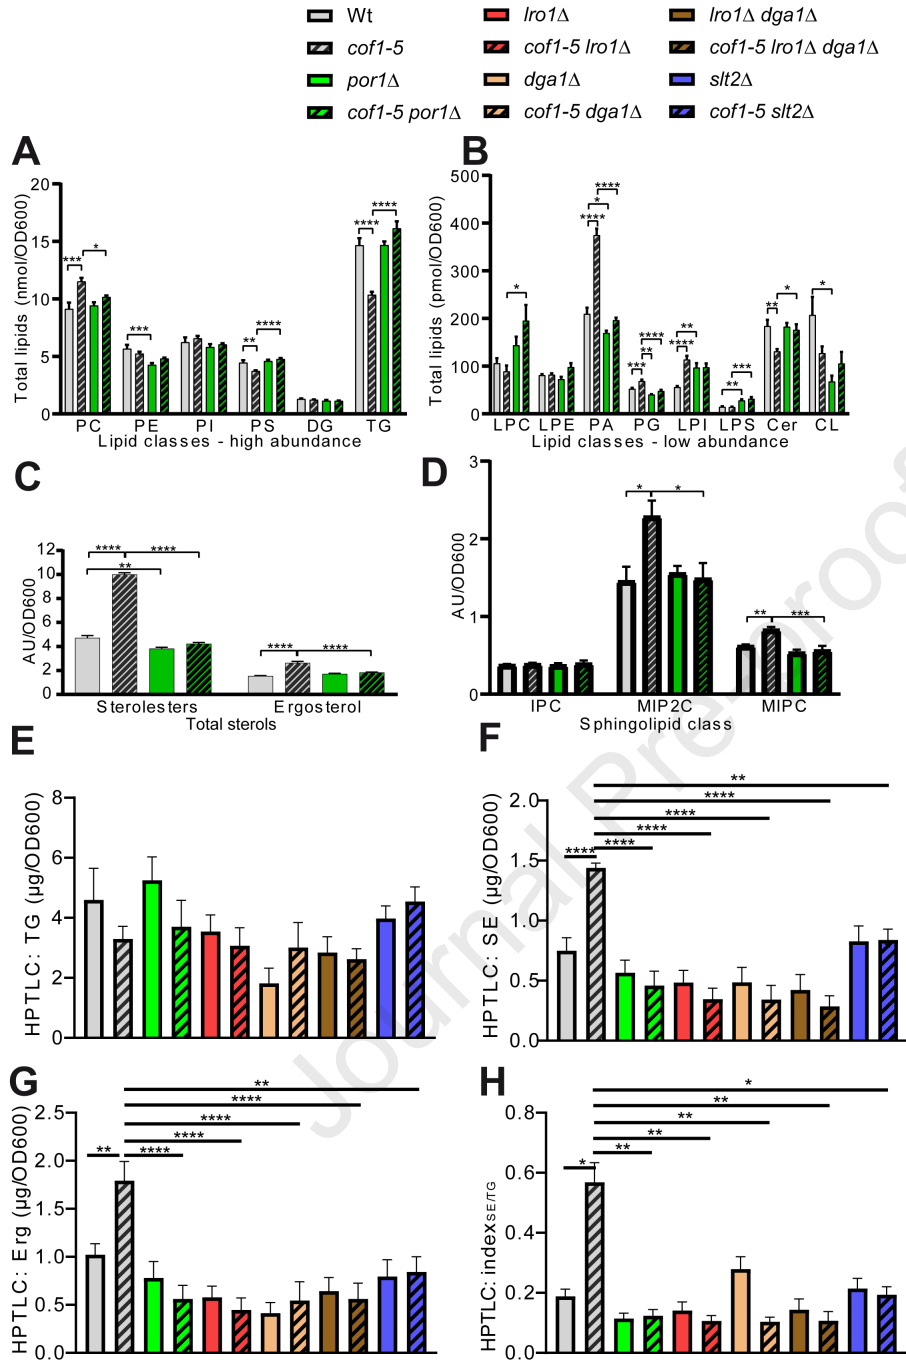 Wt
cof1-5
por1Δ
cof1-5 por1Δ
lro1Δ
cof1-5 lro1Δ
dga1Δ
cof1-5 dga1Δ
lro1Δ dga1Δ
cof1-5 lro1Δ dga1Δ
slt2Δ
cof1-5 slt2Δ
A
Total lipids (nmol/OD600)
20
15
10
5
0
*** * *** ** **** **** ****
PC PE PI PS DG TG
Lipid classes - high abundance
B
Total lipids (pmol/OD600)
500
400
300
200
100
0
* **** * **** *** ** **** **** ** ** *** ** * *
LPC LPE PA PG LPI LPS Cer CL
Lipid classes - low abundance
C
AU/OD600
12
10
8
6
4
2
0
**** ****
**
**** ****
Sterolesters Ergosterol
Total sterols
D
AU/OD600
3
2
1
0
* *
** ***
IPC MIP2C MIPC
Sphingolipid class
E
HPTLC: TG (µg/OD600)
8
6
4
2
0
F
HPTLC: SE (µg/OD600)
2.0
1.5
1.0
0.5
0.0
**
****
****
****
**** ****
G
HPTLC: Erg (µg/OD600)
2.5
2.0
1.5
1.0
0.5
0.0
**
****
****
****
** ****
H
HPTLC: indexSE/TG
0.8
0.6
0.4
0.2
0.0
*
**
**
**
**
*
Journal Pre-proof